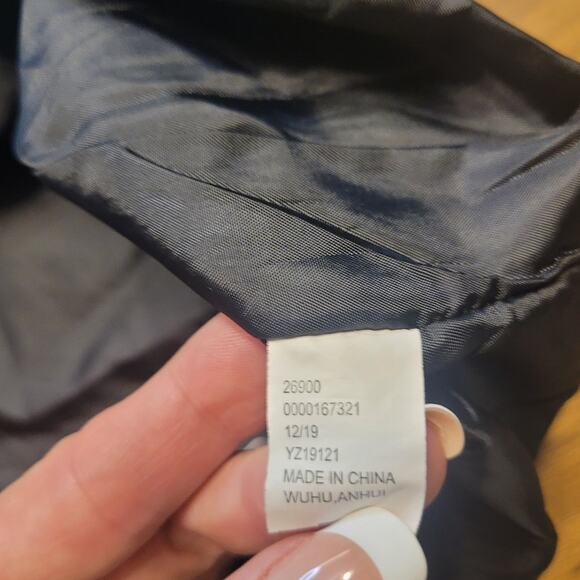 26900
0000167321
12/19
YZ19121
MADE IN CHINA
WUHU,ANHUI